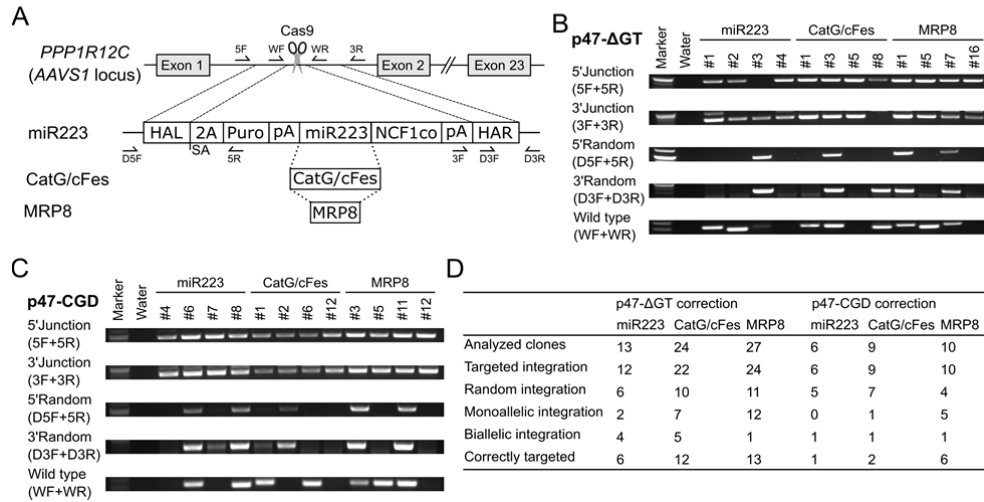 A
Cas9
PPP1R12C
(AAVS1 locus)
5F WF WR 3R
Exon 1 Exon 2 Exon 23
miR223
HAL 2A Puro pA miR223 NCF1co pA HAR
D5F SA 5R 3F D3F D3R
CatG/cFes
CatG/cFes
MRP8
MRP8
B
p47-ΔGT
Marker Water miR223 CatG/cFes MRP8
#1 #2 #3 #4 #1 #3 #5 #8 #1 #5 #7 #16
5'Junction
(5F+5R)
3'Junction
(3F+3R)
5'Random
(D5F+5R)
3'Random
(D3F+D3R)
Wild type
(WF+WR)
C
p47-CGD
Marker Water miR223 CatG/cFes MRP8
#4 #6 #7 #8 #1 #2 #6 #12 #3 #5 #11 #12
5'Junction
(5F+5R)
3'Junction
(3F+3R)
5'Random
(D5F+5R)
3'Random
(D3F+D3R)
Wild type
(WF+WR)
D
p47-ΔGT correction p47-CGD correction
miR223 CatG/cFes MRP8 miR223 CatG/cFes MRP8
Analyzed clones 13 24 27 6 9 10
Targeted integration 12 22 24 6 9 10
Random integration 6 10 11 5 7 4
Monoallelic integration 2 7 12 0 1 5
Biallelic integration 4 5 1 1 1 1
Correctly targeted 6 12 13 1 2 6